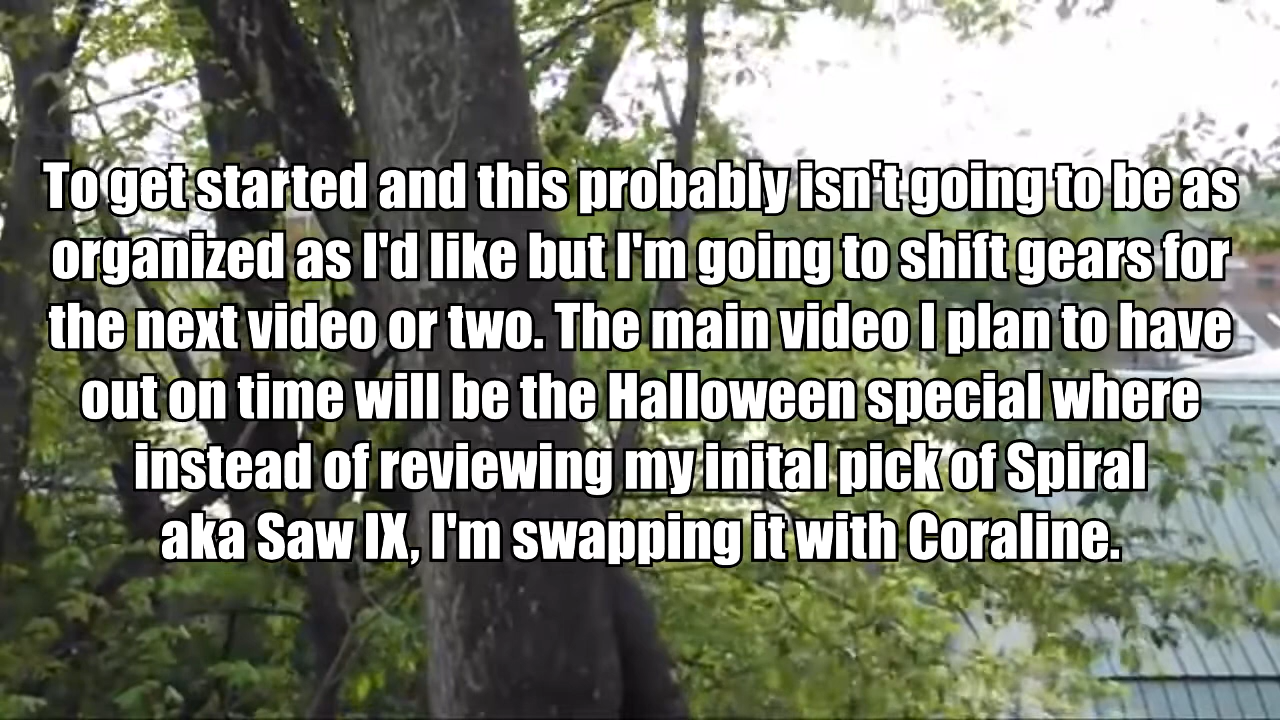 To get started and this probably isn't going to be as
organized as I'd like but I'm going to shift gears for
the next video or two. The main video I plan to have
out on time will be the Halloween special where
instead of reviewing my inital pick of Spiral
aka Saw IX, I'm swapping it with Coraline.